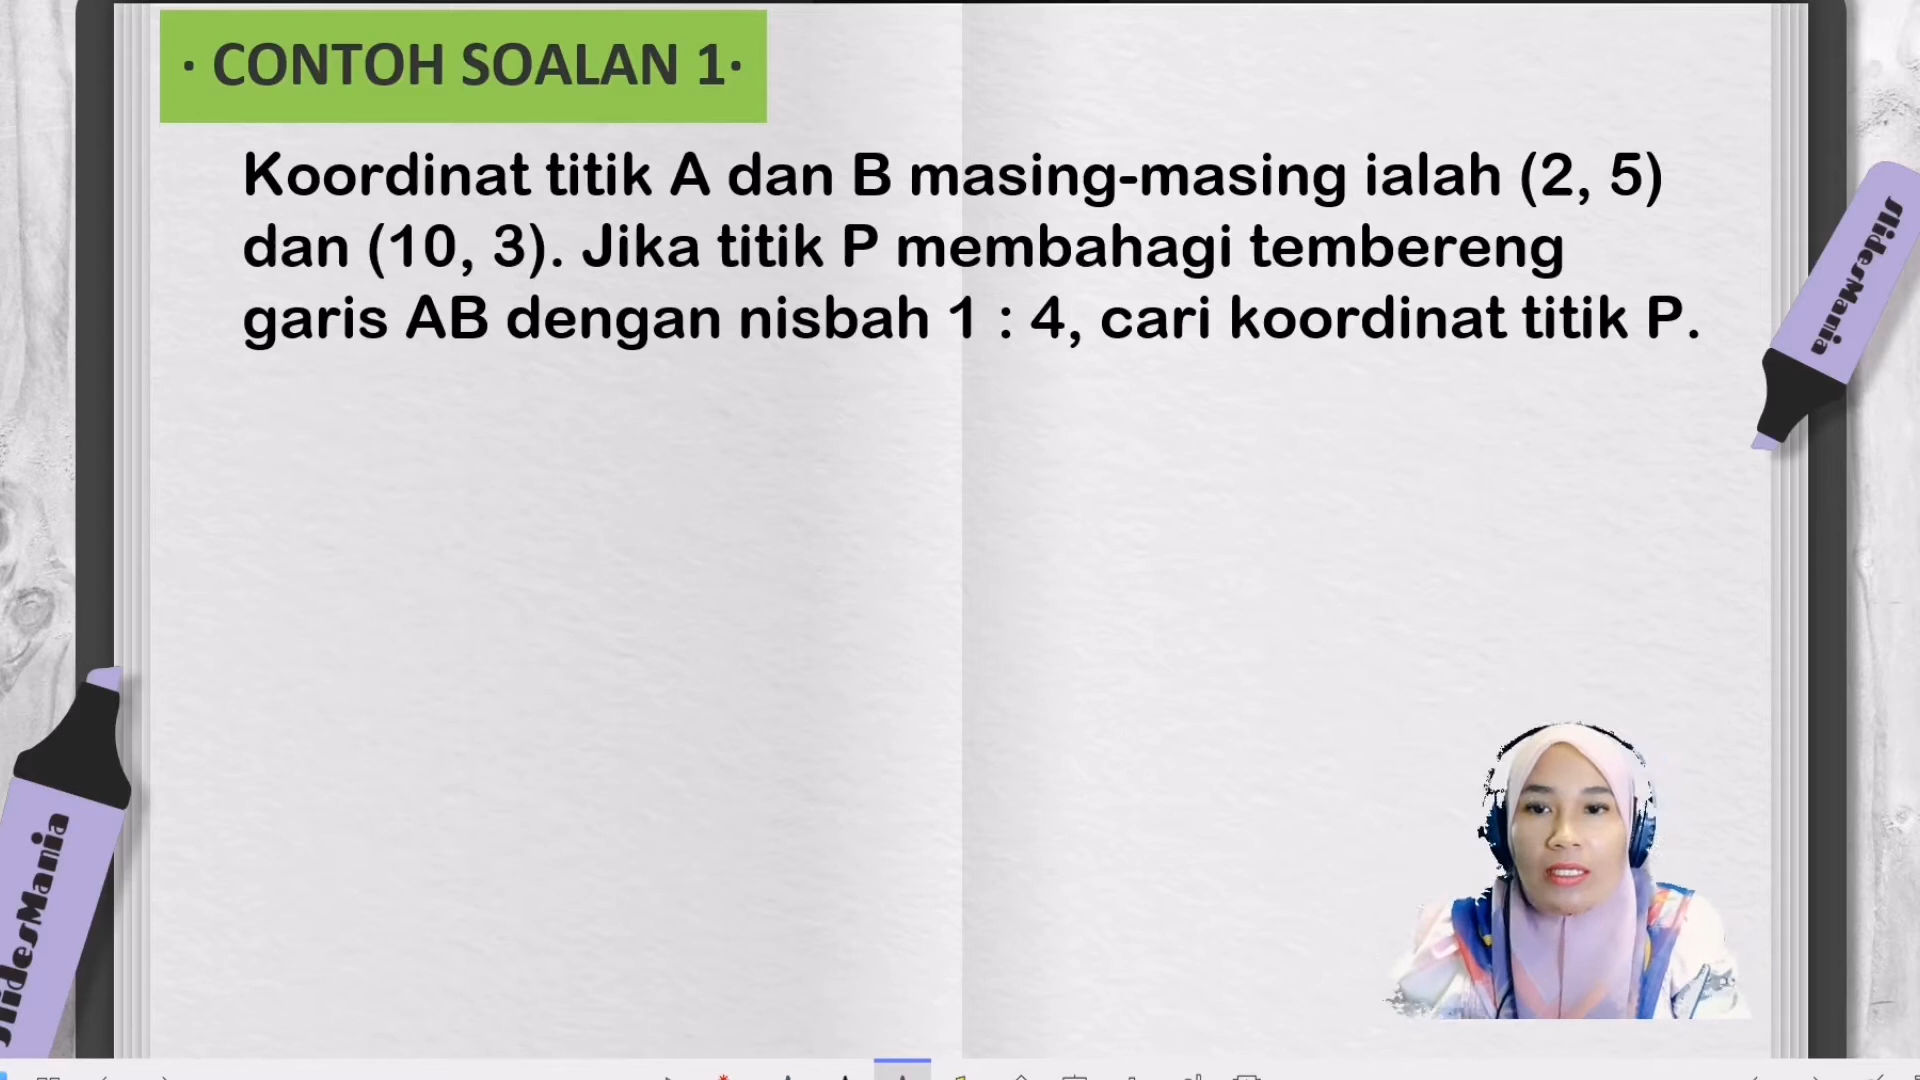 · CONTOH SOALAN 1·
Koordinat titik A dan B masing-masing ialah (2, 5)
dan (10, 3). Jika titik P membahagi tembereng
garis AB dengan nisbah 1 : 4, cari koordinat titik P.
SlidesMania
SlidesMania